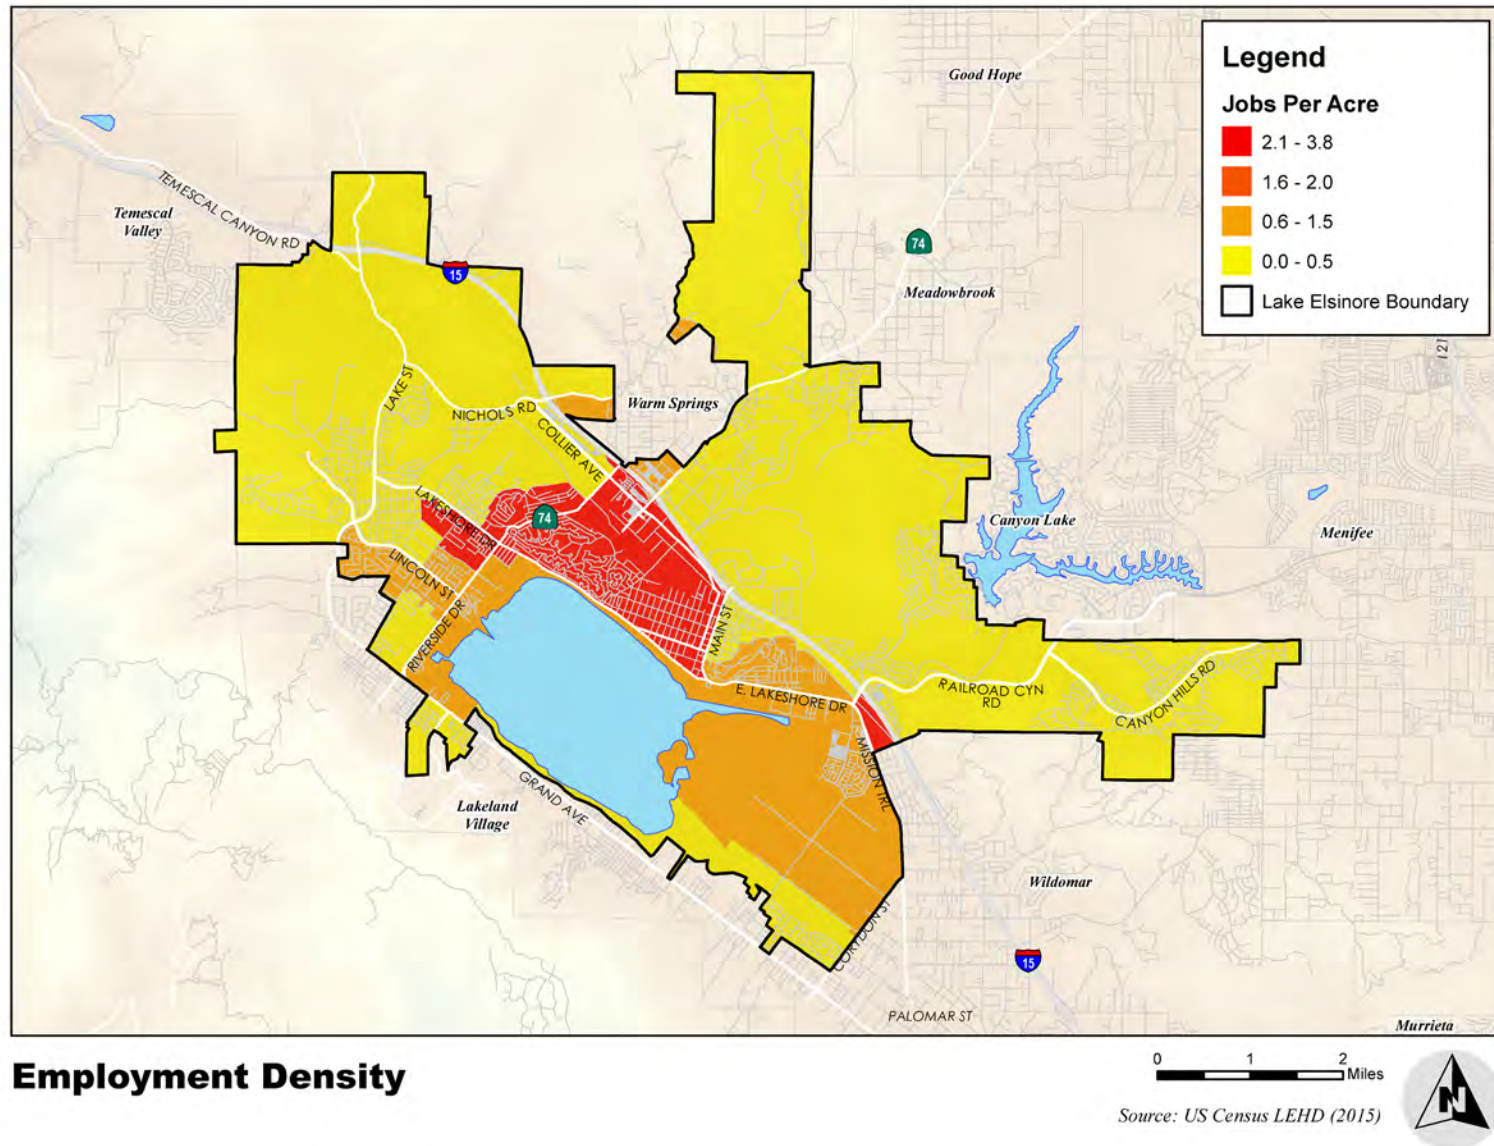 Good Hope
Legend
Jobs Per Acre
2.1 - 3.8
1.6 - 2.0
0.6 - 1.5
0.0 - 0.5
Lake Elsinore Boundary
TEMESCAL CANYON RD
Temescal
Valley
15
74
Meadowbrook
I 21
LAKE ST
NICHOLS RD
Warm Springs
COLLIER AVE
LAKESHORE DR
74
Canyon Lake
Menifee
LINCOLN ST
RIVERSIDE DR
MAIN ST
E. LAKESHORE DR
RAILROAD CYN
RD
CANYON HILLS RD
MISSION TRL
GRAND AVE
Lakeland
Village
Wildomar
CORYDON ST
15
PALOMAR ST
Murrieta
Employment Density
0 1 2
Miles
Source: US Census LEHD (2015)
N